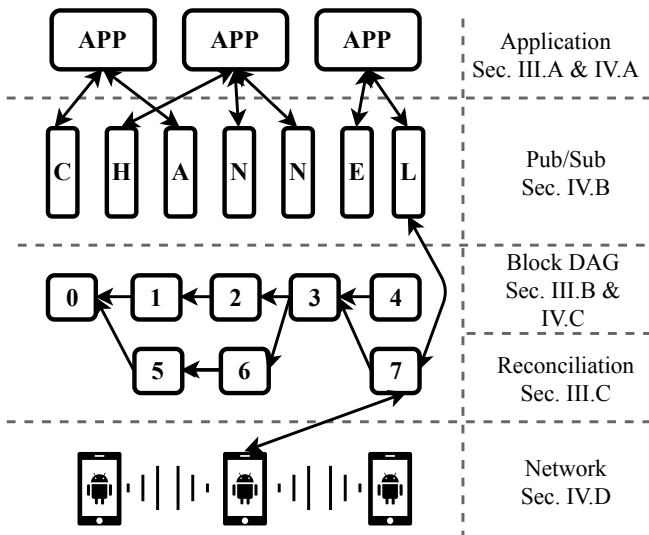 APP APP APP
Application
Sec. III.A & IV.A
C H A N N E L
Pub/Sub
Sec. IV.B
0 1 2 3 4
Block DAG
Sec. III.B &
IV.C
5 6 7
Reconciliation
Sec. III.C
Network
Sec. IV.D